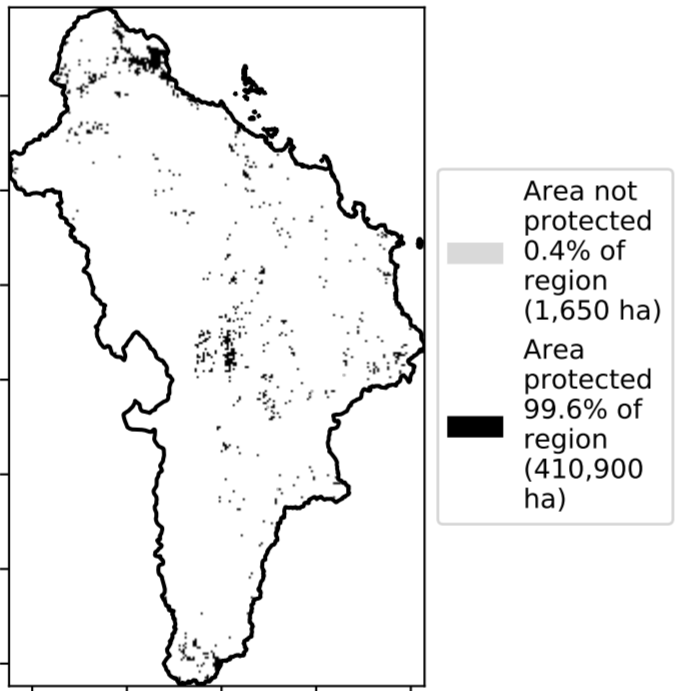 Area not
protected
0.4% of
region
(1,650 ha)
Area
protected
99.6% of
region
(410,900
ha)